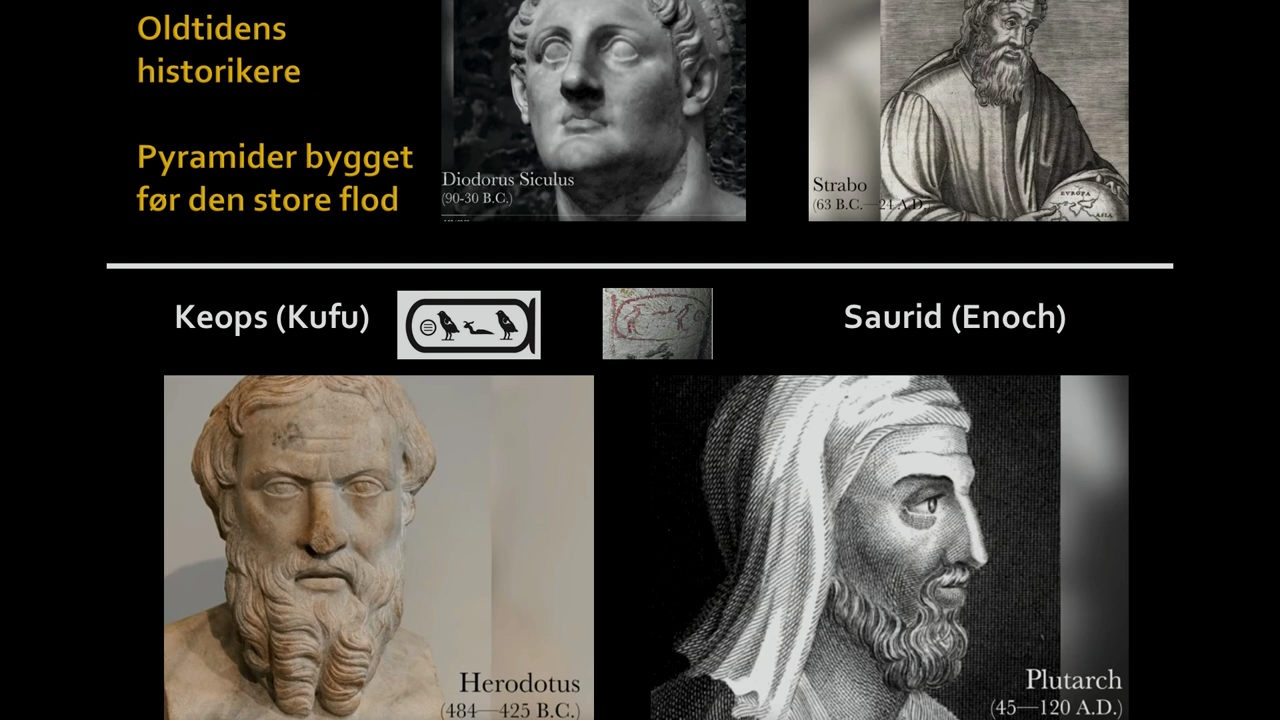 Oldtidens
historikere
Pyramider bygget
før den store flod
Diodorus Siculus
(90-30 B.C.)
Strabo
(63 B.C.—24 A.D.)
EVROPA
ASIA
Keops (Kufu)
Saurid (Enoch)
Herodotus
(484—425 B.C.)
Plutarch
(45—120 A.D.)